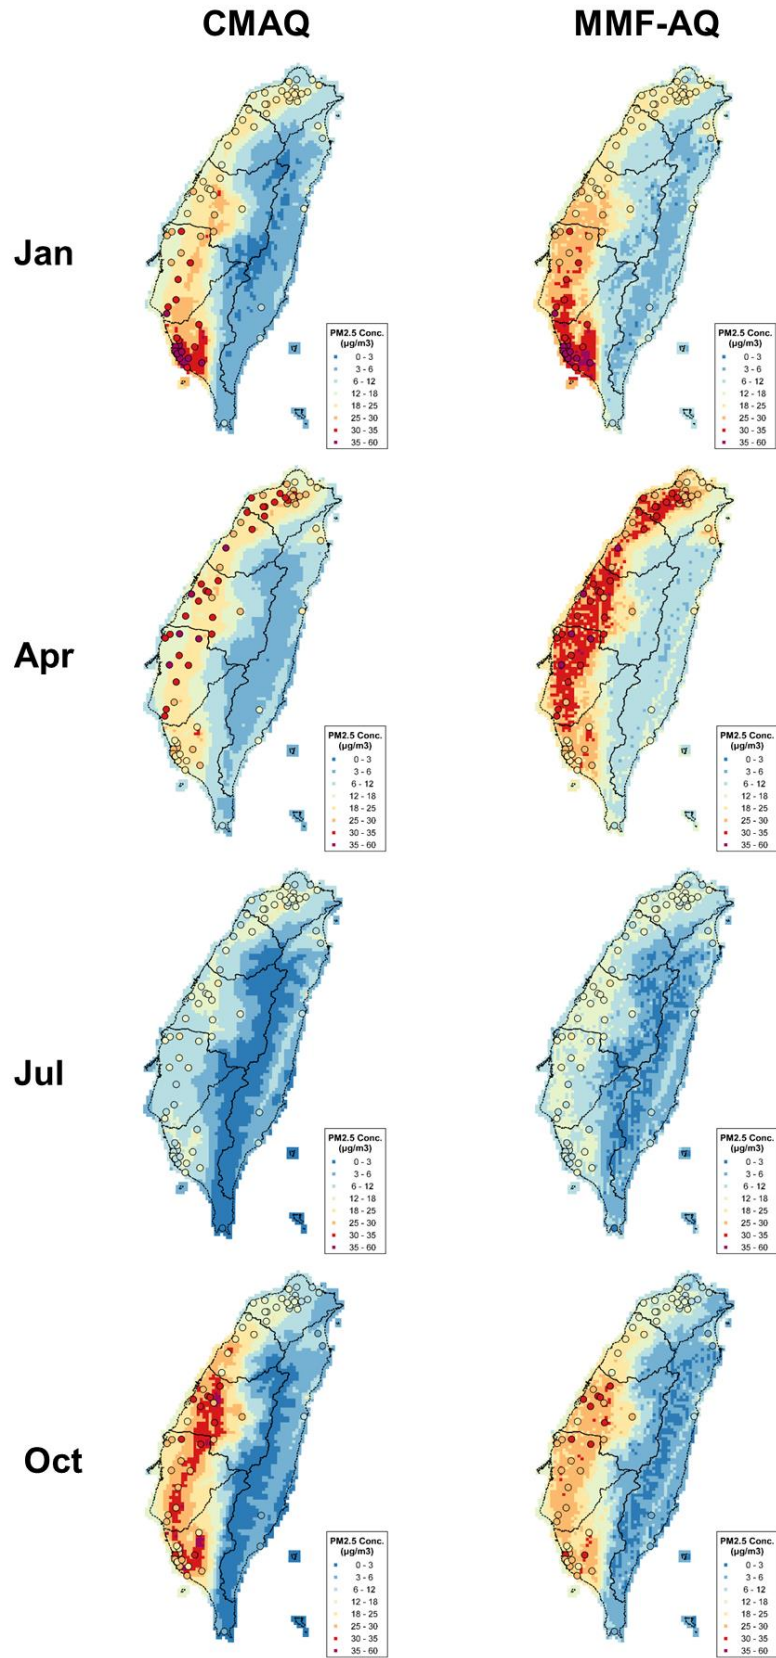 CMAQ
MMF-AQ
Jan
PM2.5 Conc.
(µg/m3)
0 - 3
3 - 6
6 - 12
12 - 18
18 - 25
25 - 30
30 - 35
35 - 60
PM2.5 Conc.
(µg/m3)
0 - 3
3 - 6
6 - 12
12 - 18
18 - 25
25 - 30
30 - 35
35 - 60
Apr
PM2.5 Conc.
(µg/m3)
0 - 3
3 - 6
6 - 12
12 - 18
18 - 25
25 - 30
30 - 35
35 - 60
PM2.5 Conc.
(µg/m3)
0 - 3
3 - 6
6 - 12
12 - 18
18 - 25
25 - 30
30 - 35
35 - 60
Jul
PM2.5 Conc.
(µg/m3)
0 - 3
3 - 6
6 - 12
12 - 18
18 - 25
25 - 30
30 - 35
35 - 60
PM2.5 Conc.
(µg/m3)
0 - 3
3 - 6
6 - 12
12 - 18
18 - 25
25 - 30
30 - 35
35 - 60
Oct
PM2.5 Conc.
(µg/m3)
0 - 3
3 - 6
6 - 12
12 - 18
18 - 25
25 - 30
30 - 35
35 - 60
PM2.5 Conc.
(µg/m3)
0 - 3
3 - 6
6 - 12
12 - 18
18 - 25
25 - 30
30 - 35
35 - 60